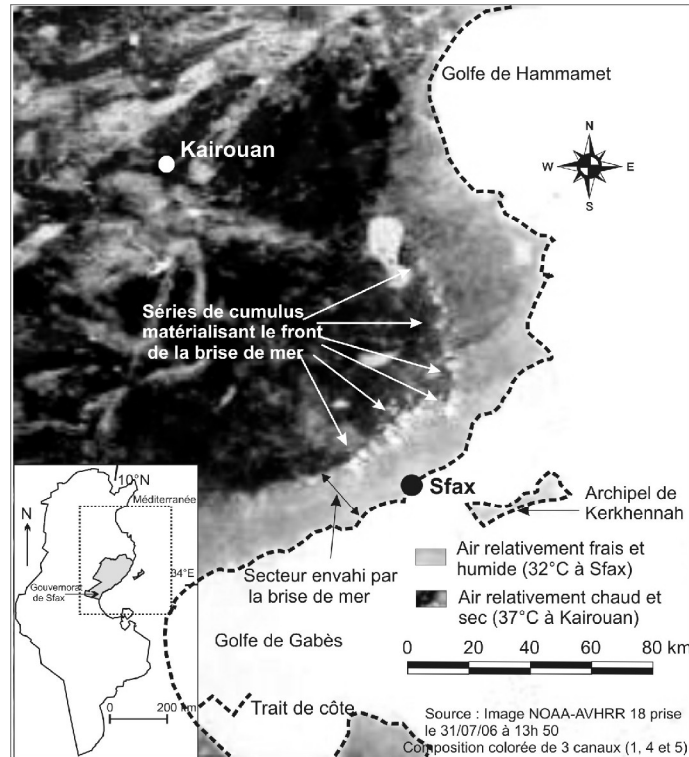 Golfe de Hammamet
N
W
E
S
Kairouan
Séries de cumulus
matérialisant le front
de la brise de mer
Sfax
Archipel de
Kerkhennah
Secteur envahi par
la brise de mer
Air relativement frais et
humide (32°C à Sfax)
Air relativement chaud et
sec (37°C à Kairouan)
0 20 40 60 80 km
Golfe de Gabès
Trait de côte
Source : Image NOAA-AVHRR 18 prise
le 31/07/06 à 13h 50
Composition colorée de 3 canaux (1, 4 et 5)
10°N
Méditerranée
N
34°E
Gouvernorat
de Sfax
0 200 km